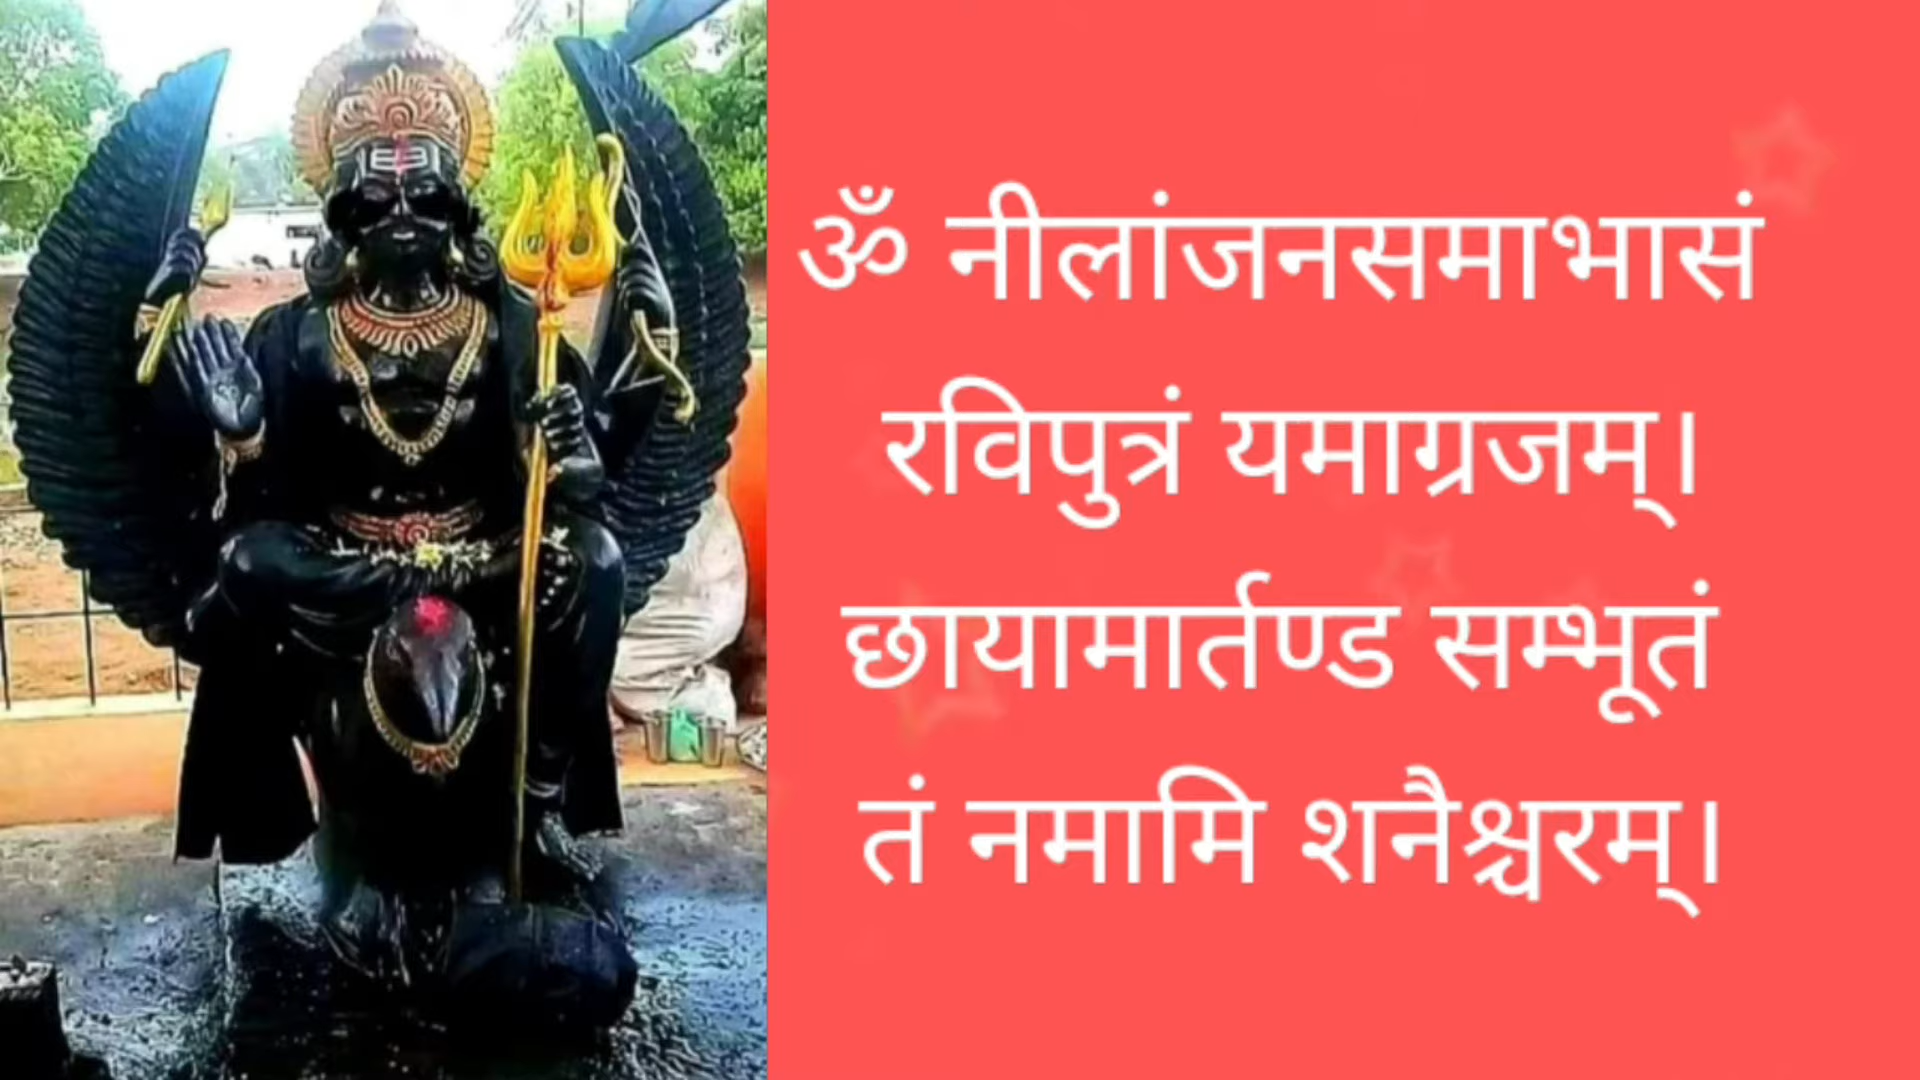 ॐ नीलांजनसमाभासं
रविपुत्रं यमाग्रजम्।
छायामार्तण्ड सम्भूतं
तं नमामि शनैश्चरम्।